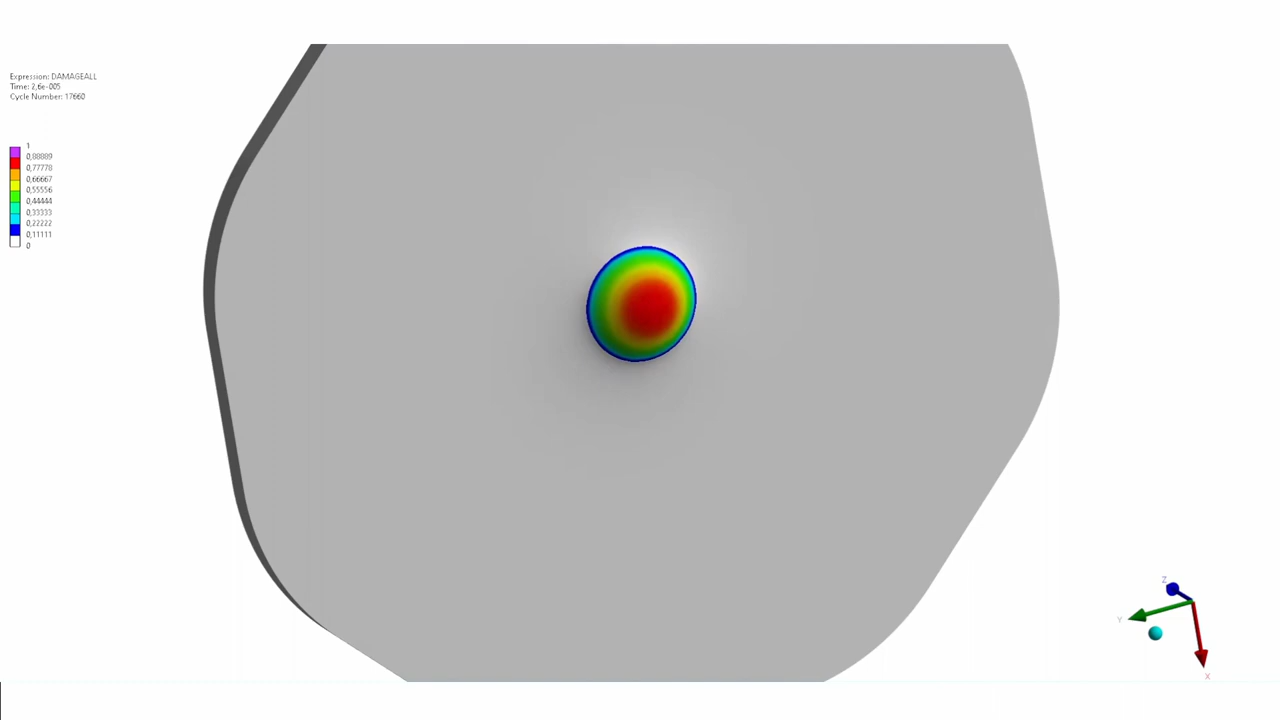 Expression: DAMAGEALL
Time: 2,6e-005
Cycle Number: 17660
1
0,88889
0,77778
0,66667
0,55556
0,44444
0,33333
0,22222
0,11111
0
Z
Y
X